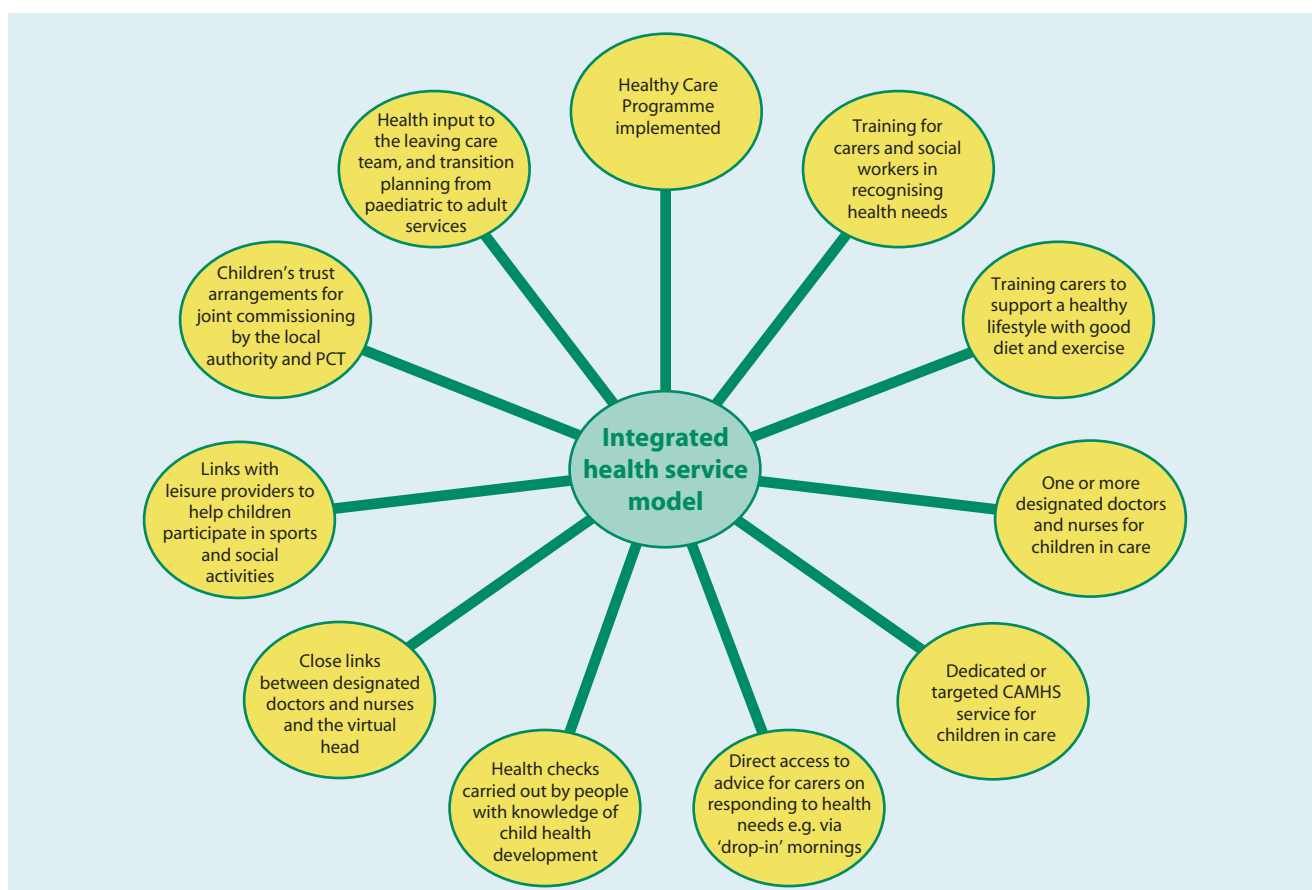 Healthy Care
Programme
implemented
Training for
carers and social
workers in
recognising
health needs
Training carers to
support a healthy
lifestyle with good
diet and exercise
One or more
designated doctors
and nurses for
children in care
Dedicated or
targeted CAMHS
service for
children in care
Direct access to
advice for carers on
responding to health
needs e.g. via
‘drop-in’ mornings
Health checks
carried out by people
with knowledge of
child health
development
Close links
between designated
doctors and nurses
and the virtual
head
Links with
leisure providers to
help children
participate in sports
and social
activities
Children’s trust
arrangements for
joint commissioning
by the local
authority and PCT
Health input to
the leaving care
team, and transition
planning from
paediatric to adult
services
Integrated
health service
model